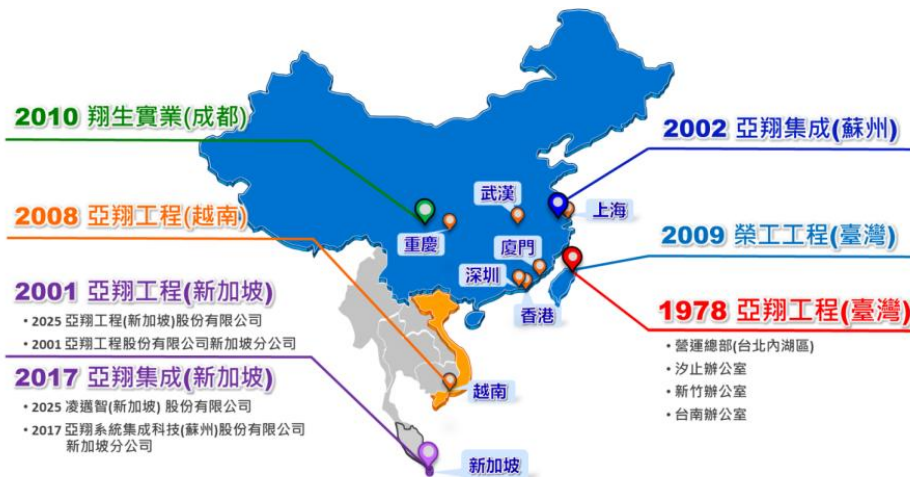 2010 翔生實業(成都)
2008 亞翔工程(越南)
2001 亞翔工程(新加坡)
•2025 亞翔工程(新加坡)股份有限公司
•2001 亞翔工程股份有限公司新加坡分公司
2017 亞翔集成(新加坡)
•2025 凌邁智(新加坡) 股份有限公司
•2017 亞翔系統集成科技(蘇州)股份有限公司
新加坡分公司
武漢
重慶
上海
廈門
深圳
香港
越南
新加坡
2002 亞翔集成(蘇州)
2009 榮工工程(臺灣)
1978 亞翔工程(臺灣)
•營運總部(台北內湖區)
•汐止辦公室
•新竹辦公室
•台南辦公室